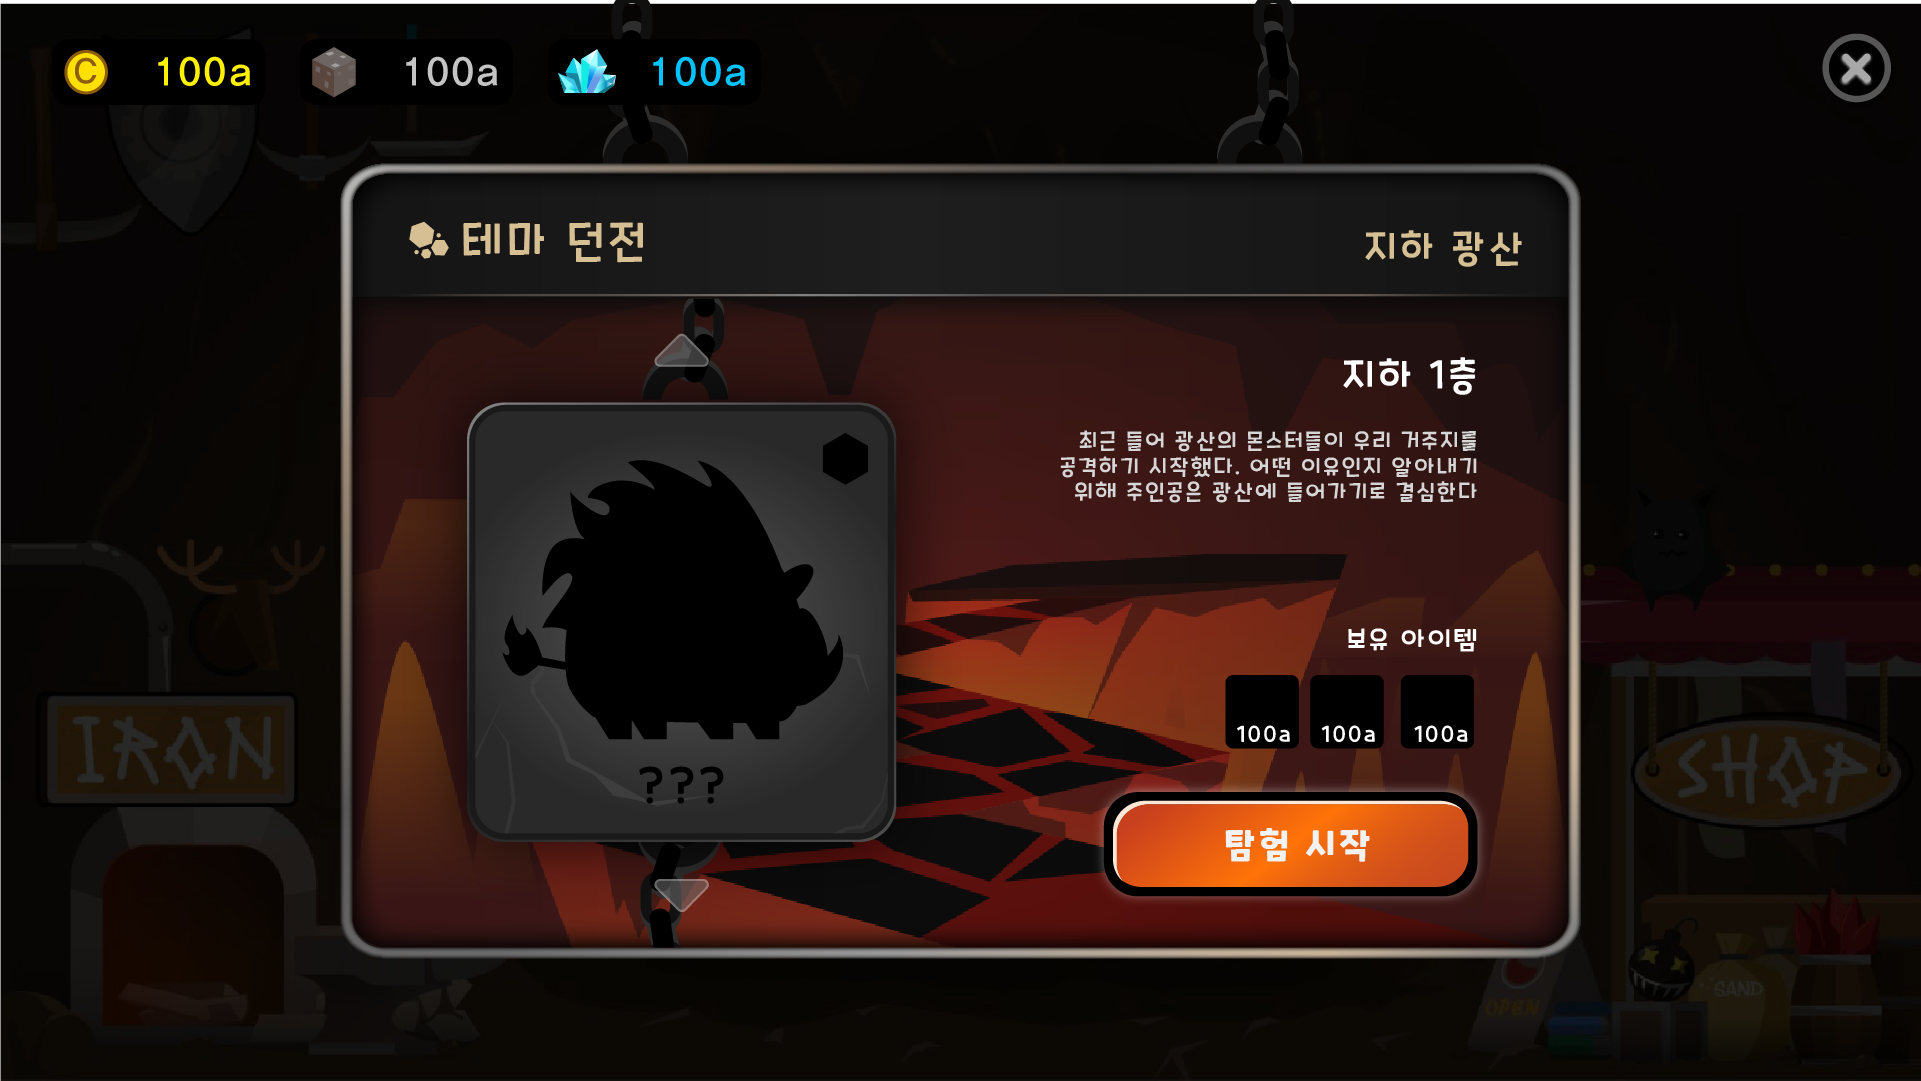 100a
100a
100a
테마 던전
지하 광산
지하 1층
최근 들어 광산의 몬스터들이 우리 거주지를
공격하기 시작했다. 어떤 이유인지 알아내기
위해 주인공은 광산에 들어가기로 결심한다
???
보유 아이템
100a
100a
100a
탐험 시작
IRON
SHOP
SAND
OPEN